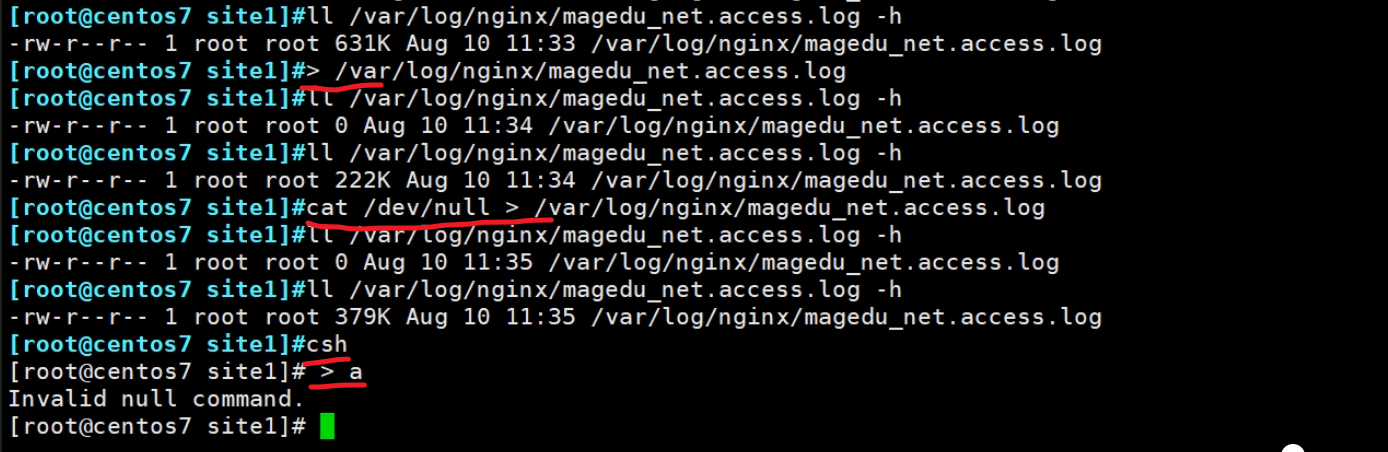 [root@centos7 site1]#ll /var/log/nginx/magedu_net.access.log -h
-rw-r--r-- 1 root root 631K Aug 10 11:33 /var/log/nginx/magedu_net.access.log
[root@centos7 site1]#> /var/log/nginx/magedu_net.access.log
[root@centos7 site1]#ll /var/log/nginx/magedu_net.access.log -h
-rw-r--r-- 1 root root 0 Aug 10 11:34 /var/log/nginx/magedu_net.access.log
[root@centos7 site1]#ll /var/log/nginx/magedu_net.access.log -h
-rw-r--r-- 1 root root 222K Aug 10 11:34 /var/log/nginx/magedu_net.access.log
[root@centos7 site1]#cat /dev/null > /var/log/nginx/magedu_net.access.log
[root@centos7 site1]#ll /var/log/nginx/magedu_net.access.log -h
-rw-r--r-- 1 root root 0 Aug 10 11:35 /var/log/nginx/magedu_net.access.log
[root@centos7 site1]#ll /var/log/nginx/magedu_net.access.log -h
-rw-r--r-- 1 root root 379K Aug 10 11:35 /var/log/nginx/magedu_net.access.log
[root@centos7 site1]#csh
[root@centos7 site1]# > a
Invalid null command.
[root@centos7 site1]#